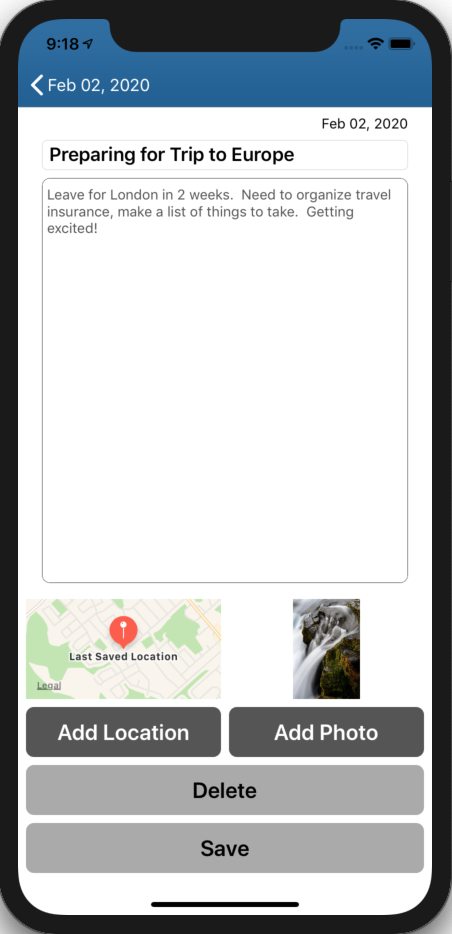 9:18
Feb 02, 2020
Feb 02, 2020
Preparing for Trip to Europe
Leave for London in 2 weeks.  Need to organize travel
insurance, make a list of things to take.  Getting
excited!
Last Saved Location
Legal
Add Location
Add Photo
Delete
Save